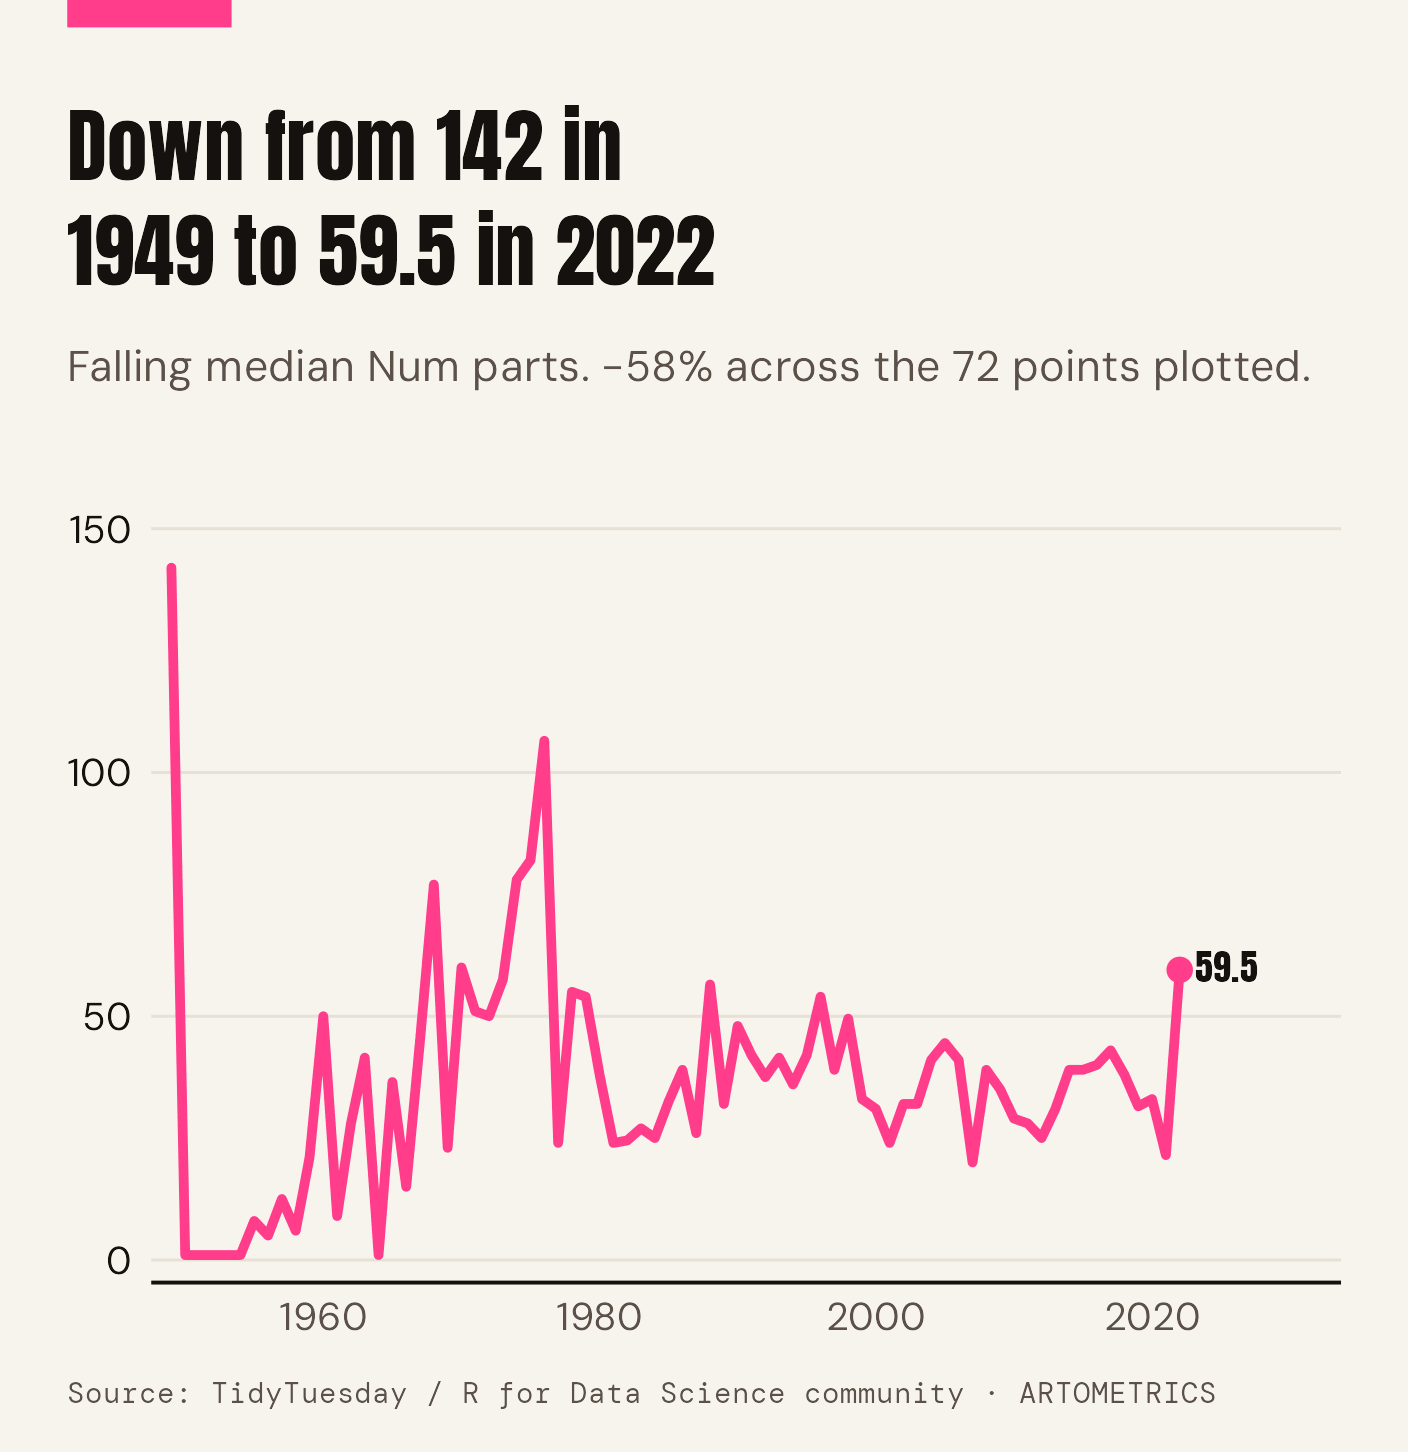 Down from 142 in
1949 to 59.5 in 2022
Falling median Num parts. −58% across the 72 points plotted.
150
100
50
0
59.5
1960 1980 2000 2020
Source: TidyTuesday / R for Data Science community · ARTOMETRICS